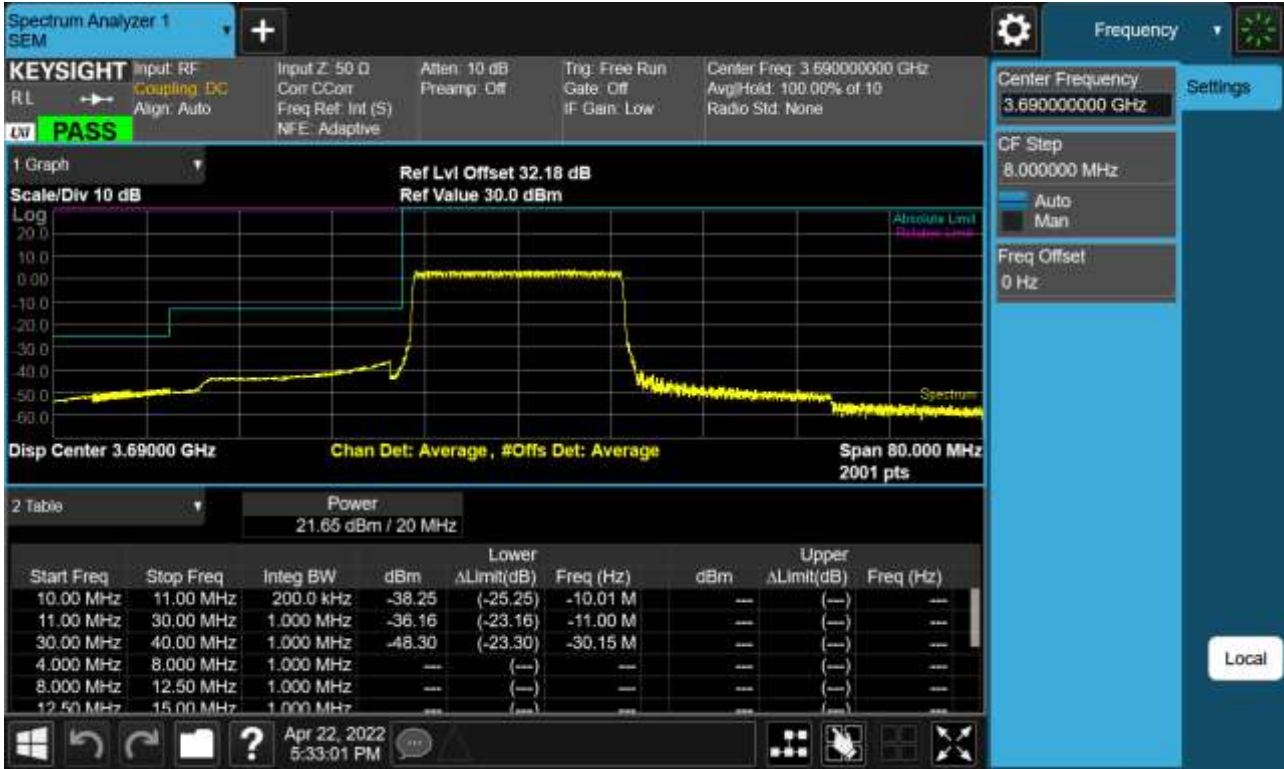 Spectrum Analyzer 1
SEM
+
Frequency
KEYSIGHT
RL
LXI
PASS
Input: RF
Coupling: DC
Align: Auto
Input Z: 50 Ω
Corr CCorr
Freq Ref: Int (S)
NFE: Adaptive
Atten: 10 dB
Preamp: Off
Trig: Free Run
Gate: Off
IF Gain: Low
Center Freq: 3.690000000 GHz
Avg|Hold: 100.00% of 10
Radio Std: None
Center Frequency
3.690000000 GHz
Settings
CF Step
8.000000 MHz
Auto
Man
Freq Offset
0 Hz
Local
1 Graph
Scale/Div 10 dB
Ref Lvl Offset 32.18 dB
Ref Value 30.0 dBm
Log
Absolute Limit
Relative Limit
20.0
10.0
0.00
-10.0
-20.0
-30.0
-40.0
-50.0
-60.0
Spectrum
Disp Center 3.69000 GHz
Chan Det: Average, #Offs Det: Average
Span 80.000 MHz
2001 pts
2 Table
Power
21.65 dBm / 20 MHz
Lower Upper
Start Freq Stop Freq Integ BW dBm ΔLimit(dB) Freq (Hz) dBm ΔLimit(dB) Freq (Hz)
10.00 MHz 11.00 MHz 200.0 kHz -38.25 (-25.25) -10.01 M --- (---) ---
11.00 MHz 30.00 MHz 1.000 MHz -36.16 (-23.16) -11.00 M --- (---) ---
30.00 MHz 40.00 MHz 1.000 MHz -48.30 (-23.30) -30.15 M --- (---) ---
4.000 MHz 8.000 MHz 1.000 MHz --- (---) --- --- (---) ---
8.000 MHz 12.50 MHz 1.000 MHz --- (---) --- --- (---) ---
12.50 MHz 15.00 MHz 1.000 MHz --- (---) --- --- (---) ---
?
Apr 22, 2022
5:33:01 PM